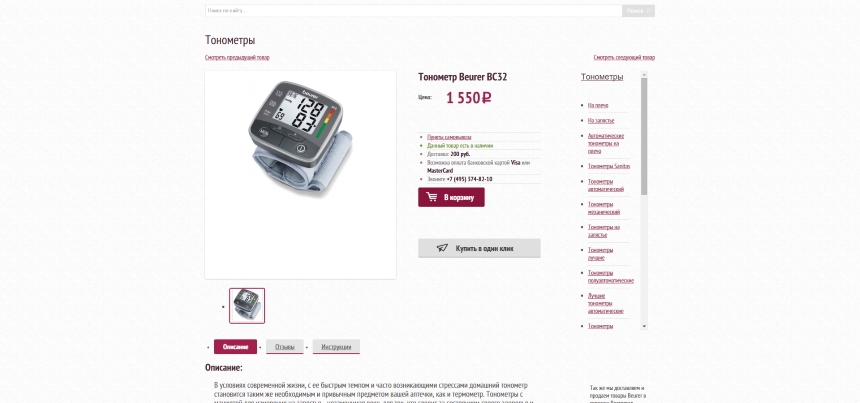 Поиск по сайту...
Поиск
Тонометры
Смотреть предыдущий товар
Смотреть следующий товар
beurer
Тонометр Beurer BC32
Цена: 1 550 ₽
Пункты самовывоза
Данный товар есть в наличии
Доставка: 200 руб.
Возможна оплата банковской картой Visa или
MasterCard
Звоните +7 (495) 374-82-10
В корзину
Купить в один клик
Тонометры
На плечо
На запястье
Автоматические
тонометры на
плечо
Тонометры Sanitas
Тонометры
автоматический
Тонометры
механический
Тонометры на
запястье
Тонометры
лучшие
Тонометры
полуавтоматические
Лучшие
тонометры
автоматические
Тонометры
Описание
Отзывы
Инструкции
Описание:
В условиях современной жизни, с ее быстрым темпом и часто возникающими стрессами домашний тонометр
становится таким же необходимым и привычным предметом вашей аптечки, как и термометр. Тонометры с
Так же мы доставляем и
продаем товары Beurer в